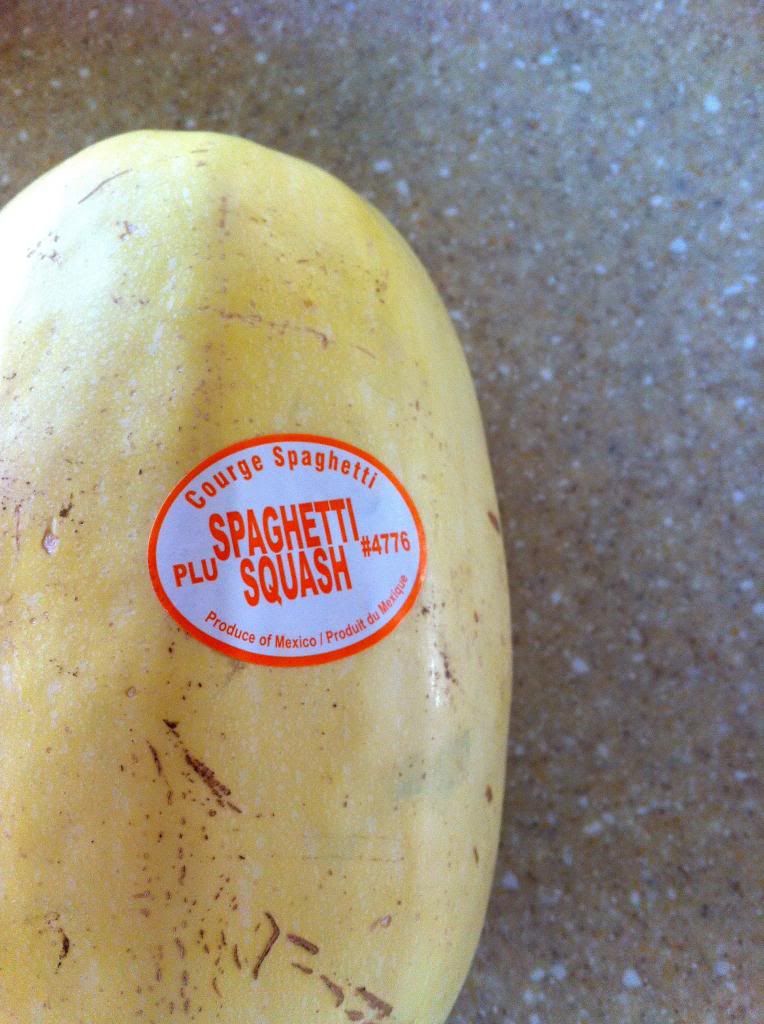 Courge Spaghetti
SPAGHETTI
PLU SQUASH #4776
Produce of Mexico / Produit du Mexique